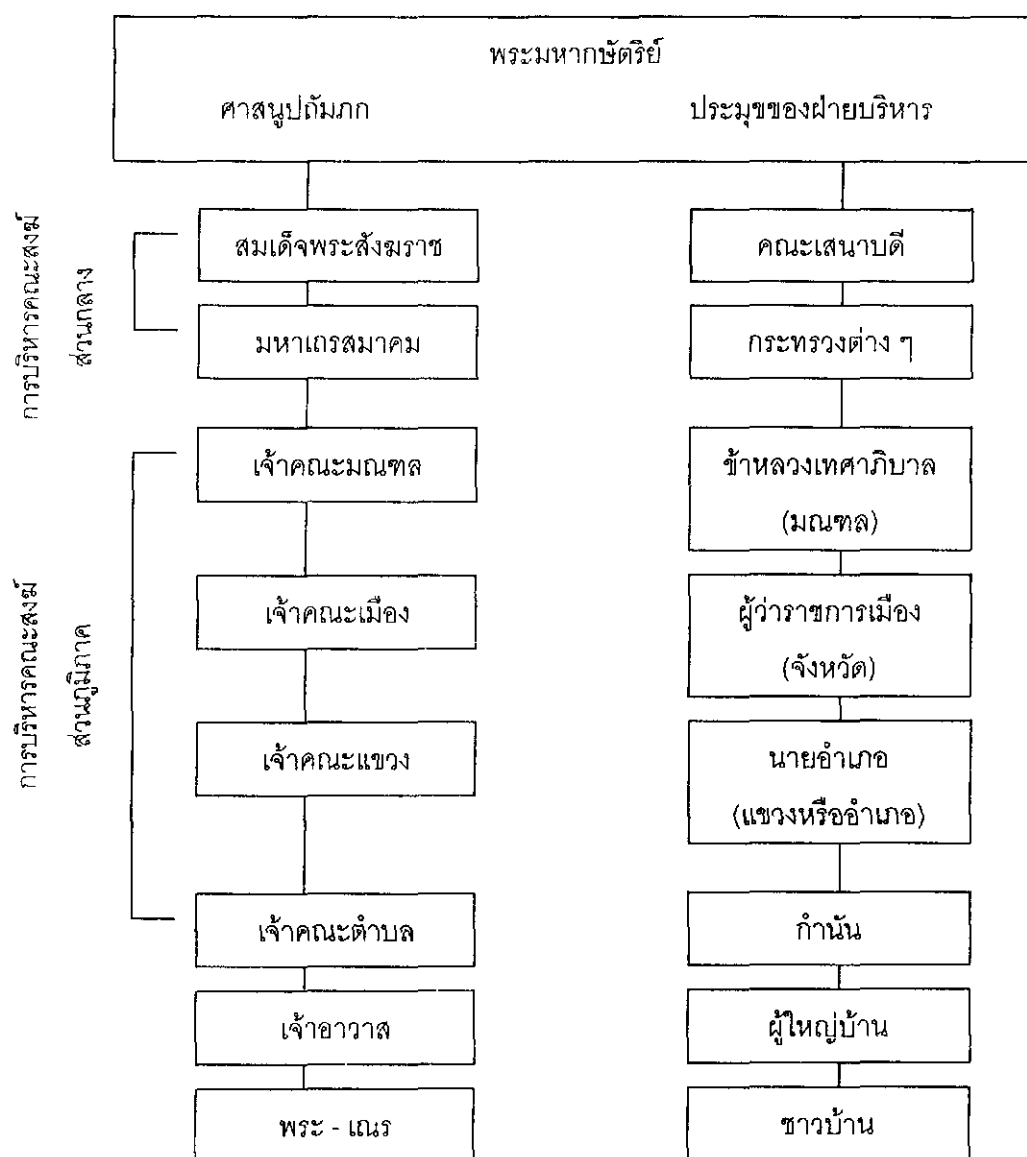 พระมหากษัตริย์
ศาสนูปถัมภก
ประมุขของฝ่ายบริหาร
การบริหารคณะสงฆ์
ส่วนกลาง
สมเด็จพระสังฆราช
คณะเสนาบดี
มหาเถรสมาคม
กระทรวงต่าง ๆ
การบริหารคณะสงฆ์
ส่วนภูมิภาค
เจ้าคณะมณฑล
ข้าหลวงเทศาภิบาล
(มณฑล)
เจ้าคณะเมือง
ผู้ว่าราชการเมือง
(จังหวัด)
เจ้าคณะแขวง
นายอำเภอ
(แขวงหรืออำเภอ)
เจ้าคณะตำบล
กำนัน
เจ้าอาวาส
ผู้ใหญ่บ้าน
พระ - เณร
ชาวบ้าน